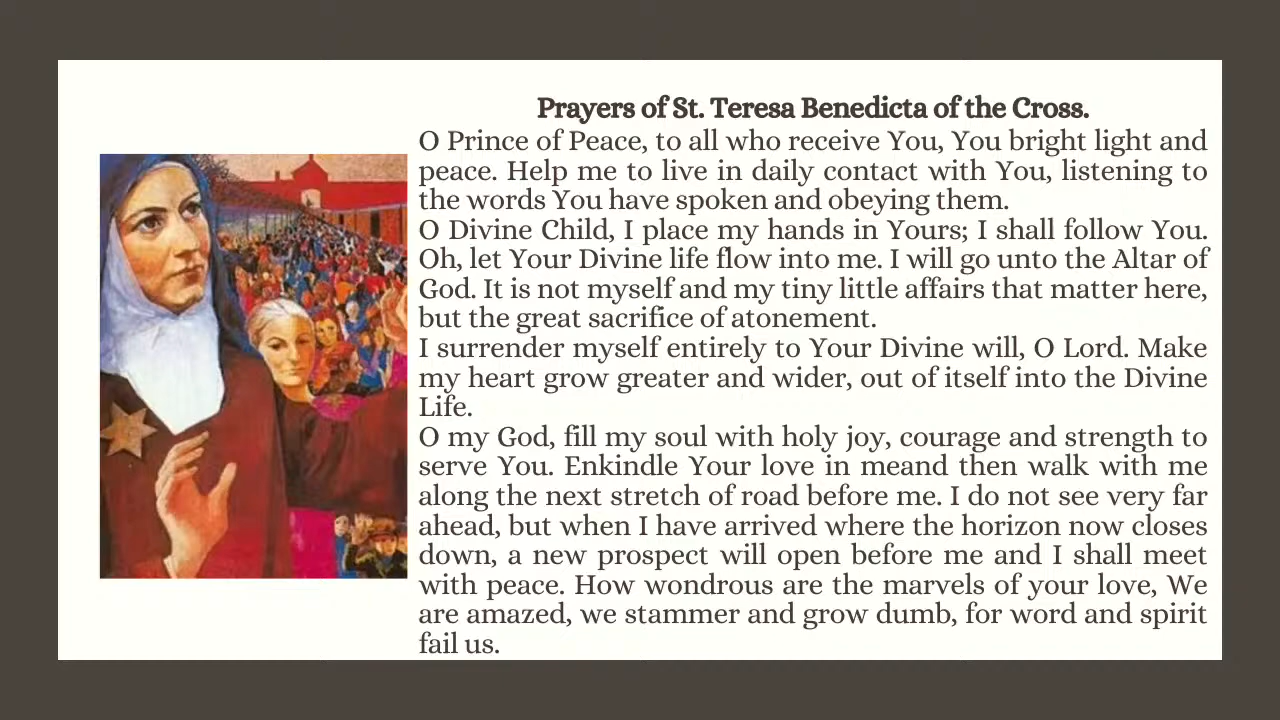 Prayers of St. Teresa Benedicta of the Cross.
O Prince of Peace, to all who receive You, You bright light and
peace. Help me to live in daily contact with You, listening to
the words You have spoken and obeying them.
O Divine Child, I place my hands in Yours; I shall follow You.
Oh, let Your Divine life flow into me. I will go unto the Altar of
God. It is not myself and my tiny little affairs that matter here,
but the great sacrifice of atonement.
I surrender myself entirely to Your Divine will, O Lord. Make
my heart grow greater and wider, out of itself into the Divine
Life.
O my God, fill my soul with holy joy, courage and strength to
serve You. Enkindle Your love in meand then walk with me
along the next stretch of road before me. I do not see very far
ahead, but when I have arrived where the horizon now closes
down, a new prospect will open before me and I shall meet
with peace. How wondrous are the marvels of your love, We
are amazed, we stammer and grow dumb, for word and spirit
fail us.